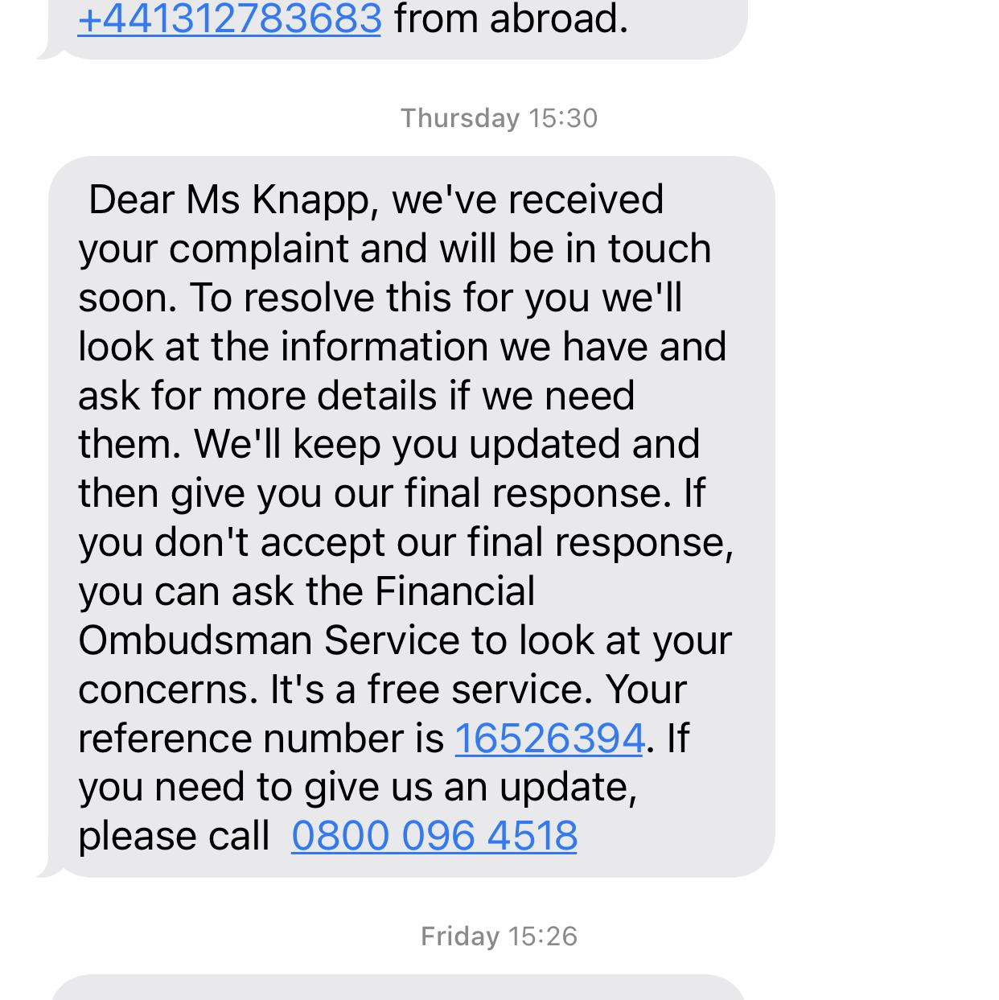 +441312783683 from abroad.
Thursday 15:30
Dear Ms Knapp, we've received
your complaint and will be in touch
soon. To resolve this for you we'll
look at the information we have and
ask for more details if we need
them. We'll keep you updated and
then give you our final response. If
you don't accept our final response,
you can ask the Financial
Ombudsman Service to look at your
concerns. It's a free service. Your
reference number is 16526394. If
you need to give us an update,
please call  0800 096 4518
Friday 15:26